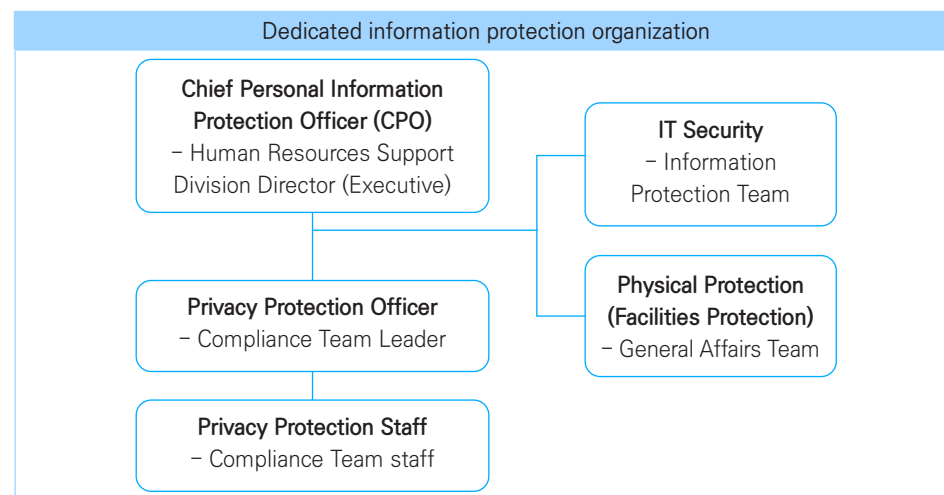 Dedicated information protection organization
Chief Personal Information
Protection Officer (CPO)
– Human Resources Support
Division Director (Executive)
IT Security
– Information
Protection Team
Privacy Protection Officer
– Compliance Team Leader
Physical Protection
(Facilities Protection)
– General Affairs Team
Privacy Protection Staff
– Compliance Team staff